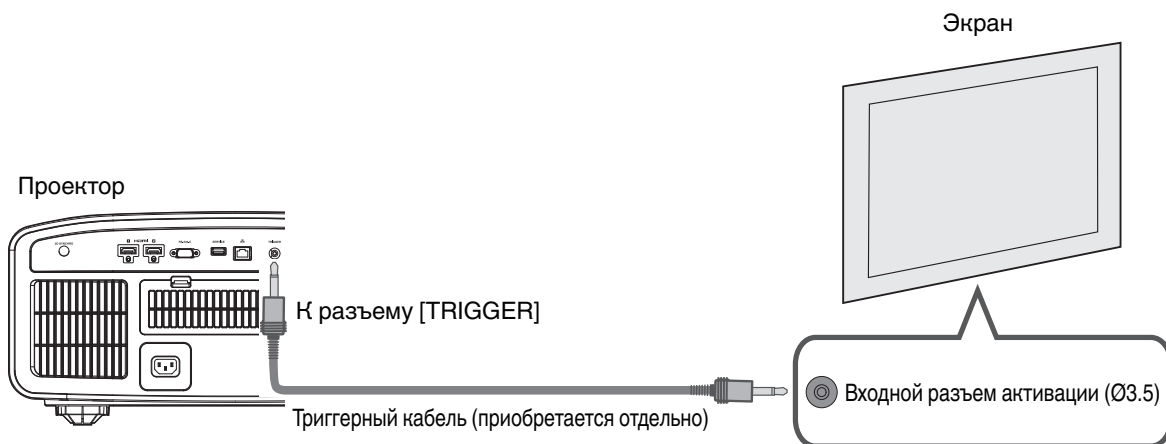 Экран
Проектор
К разъему [TRIGGER]
Входной разъем активации (Ø3.5)
Триггерный кабель (приобретается отдельно)